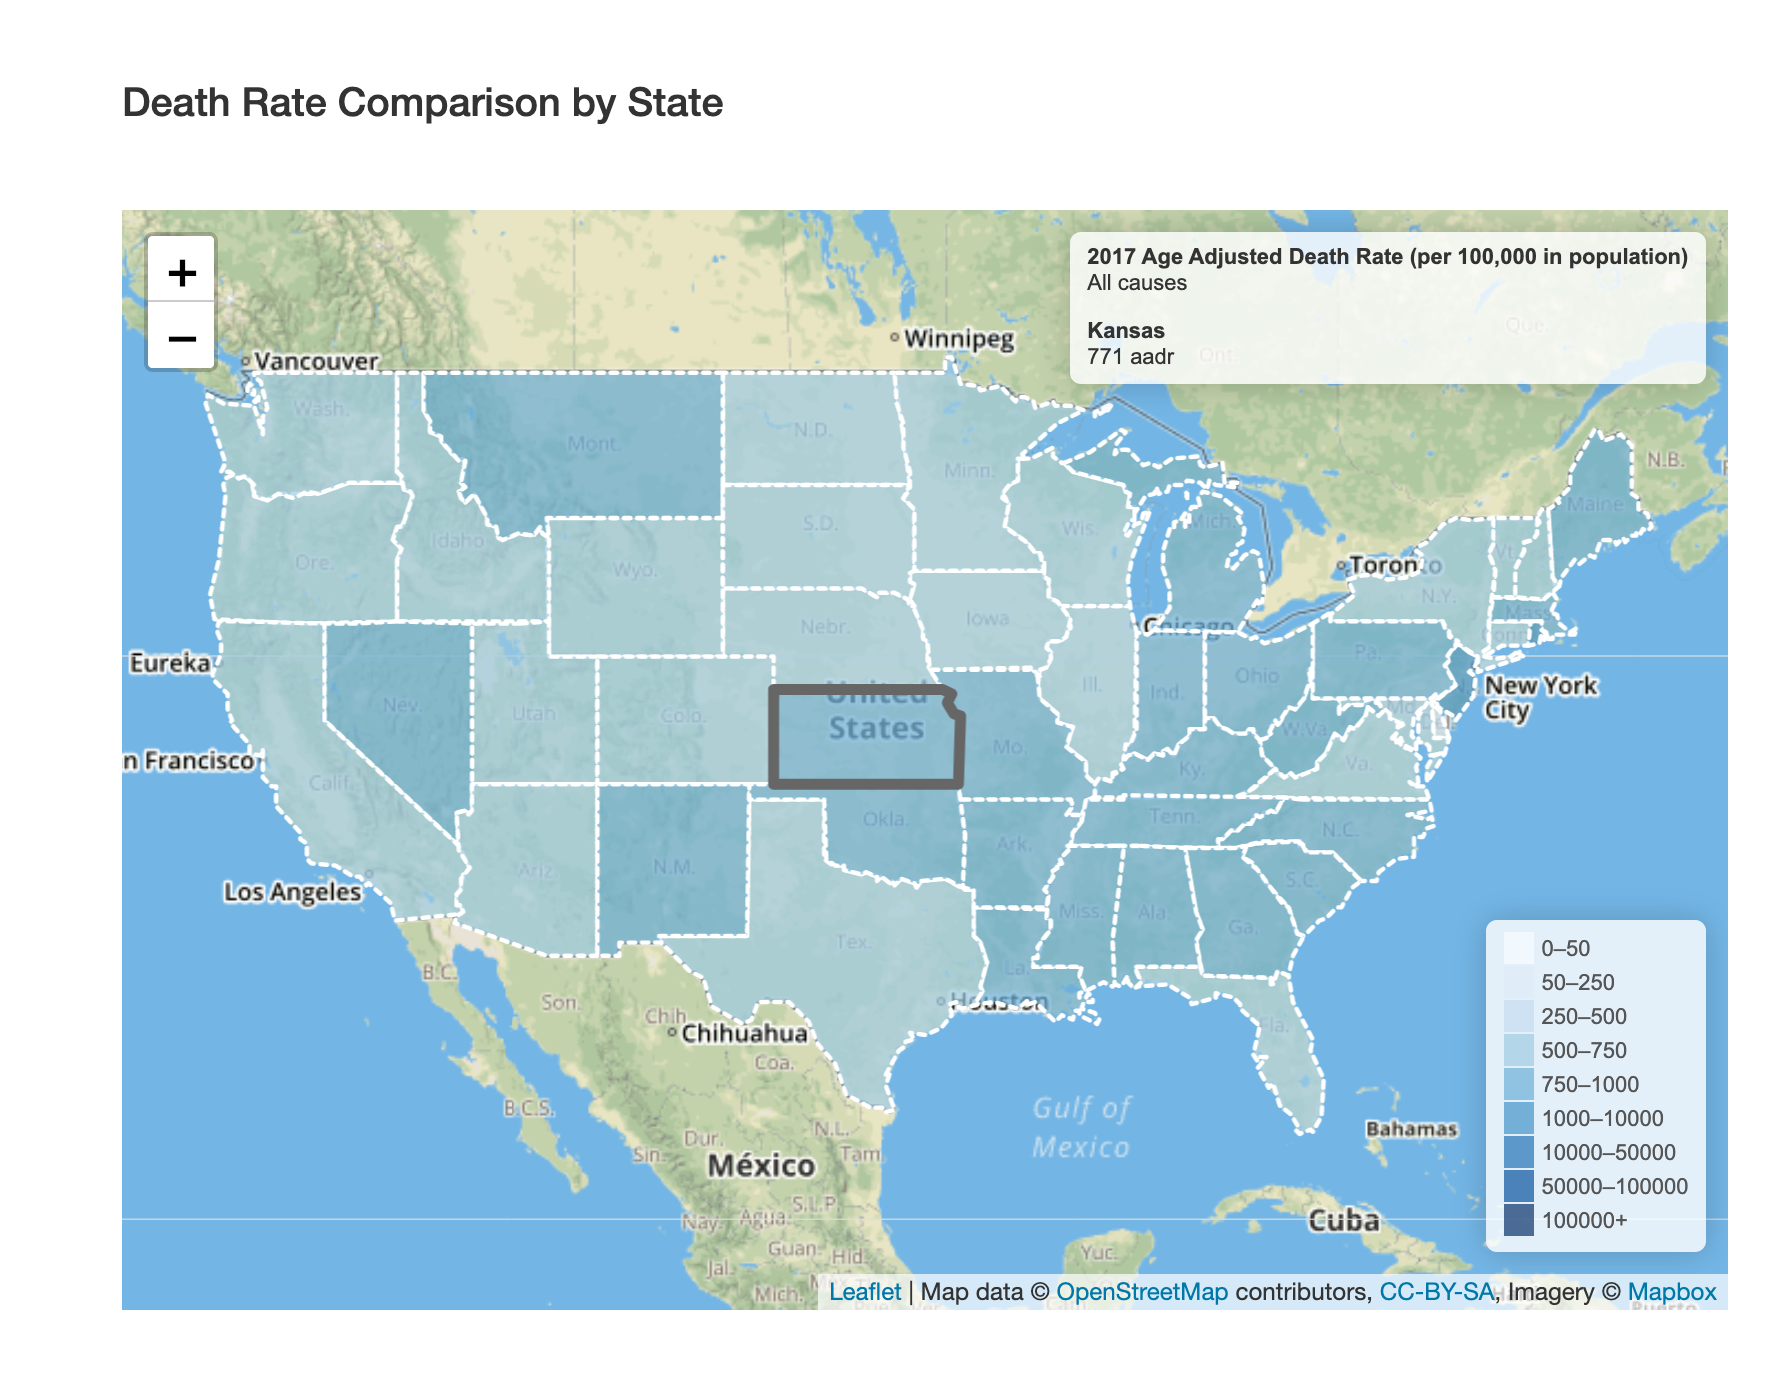 Death Rate Comparison by State
+
−
2017 Age Adjusted Death Rate (per 100,000 in population)
All causes
Kansas
771 aadr
Que
Ont.
Winnipeg
Vancouver
Wash.
Mont.
N.D.
Minn.
N.B.
Maine
Idaho
Ore.
Wyo.
S.D.
Wis.
Mich.
Toronto
Vt.
N.Y.
Mass
Conn
Nebr.
Iowa
Chicago
Eureka
Nev.
Utah
Colo.
United
States
Ill.
Ind.
Ohio
Pa.
New York
City
Md
W.Va.
n Francisco
Calif.
Mo.
Ky.
Va.
Okla.
Ark.
Tenn.
N.C.
Los Angeles
Ariz.
N.M.
Tex.
Miss.
Ala
Ga.
S.C.
La.
Houston
Fla.
B.C.
Son.
Chih
Chihuahua
Coa.
B.C.S.
Gulf of
Mexico
Bahamas
Dur.
N.L.
Sin.
México
Tam
S.L.P.
Nay.
Agua.
Cuba
Guan.
Hid.
Jal.
Yuc.
Mich.
0–50
50–250
250–500
500–750
750–1000
1000–10000
10000–50000
50000–100000
100000+
Leaflet | Map data © OpenStreetMap contributors, CC-BY-SA, Imagery © Mapbox